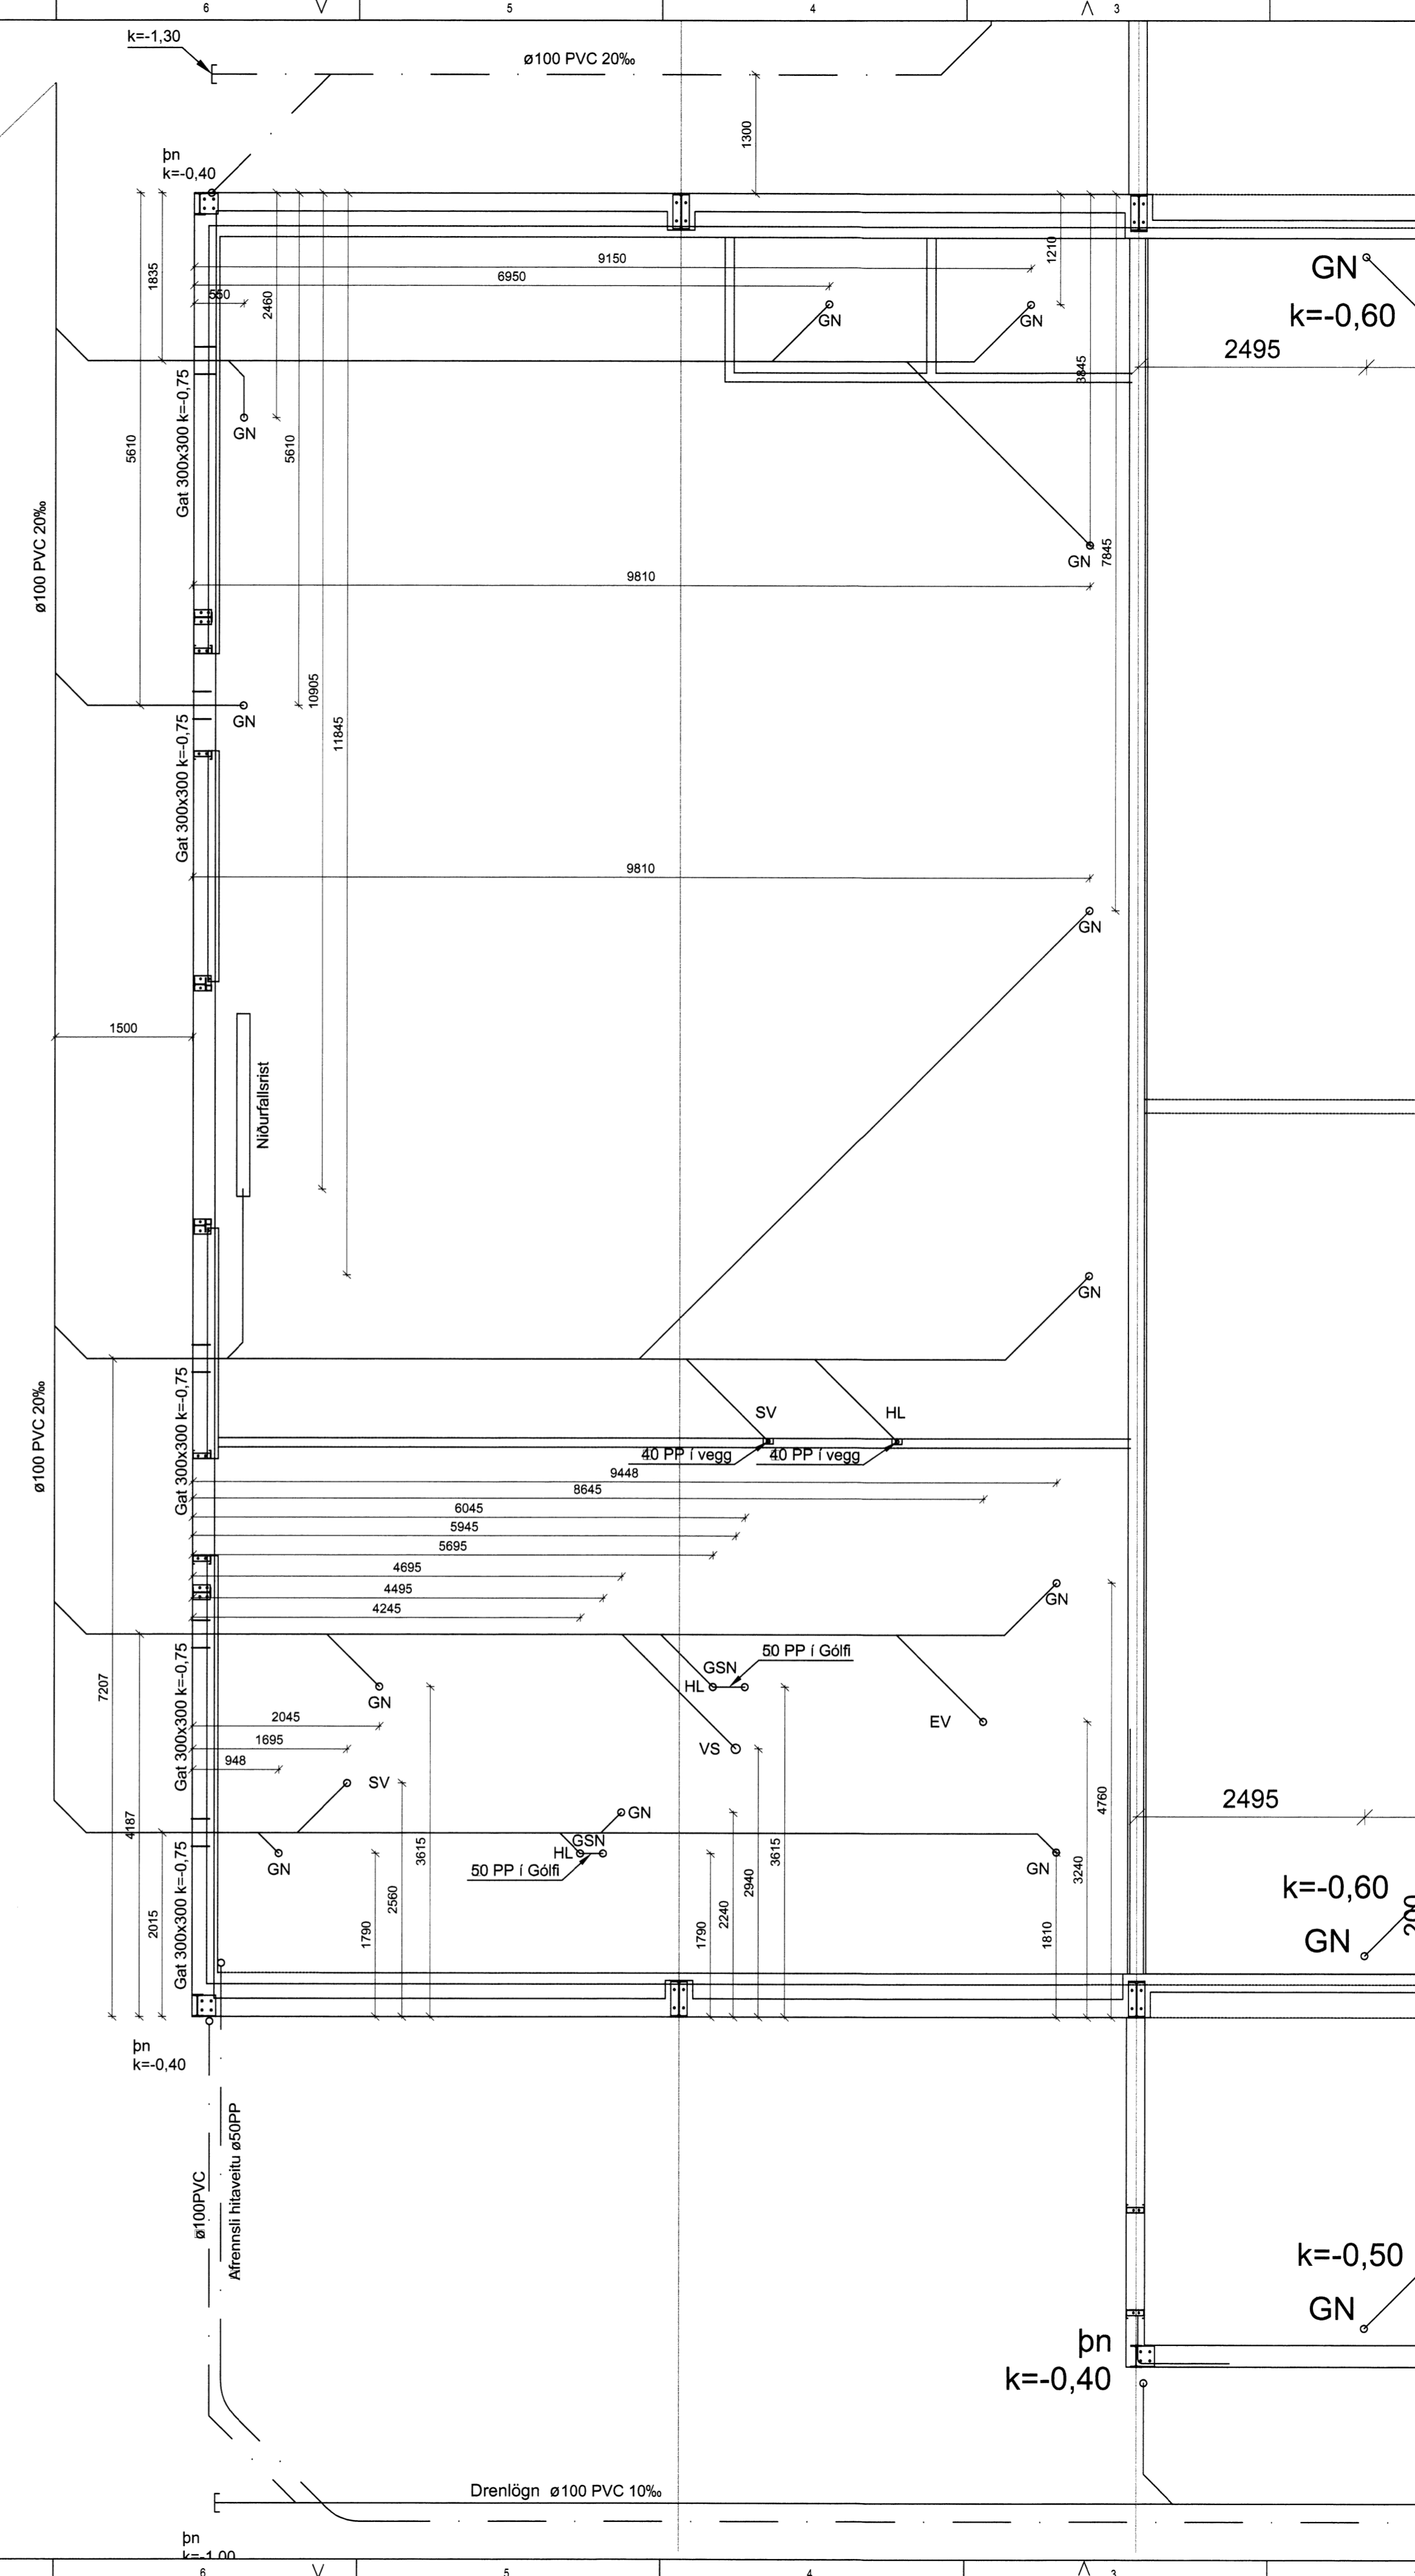 6
5
4
3
k=-1,30
ø100 PVC 20‰
1300
þn
k=-0,40
1835
2460
5610
5610
10905
11845
9150
6950
550
1210
3845
7845
GN
GN
GN
GN
GN
k=-0,60
2495
Gat 300x300 k=-0,75
ø100 PVC 20‰
9810
GN
Gat 300x300 k=-0,75
9810
GN
1500
Niðurfallsrist
GN
ø100 PVC 20‰
Gat 300x300 k=-0,75
SV
HL
40 PP í vegg
40 PP í vegg
9448
8645
6045
5945
5695
4695
4495
4245
GN
7207
4187
2015
Gat 300x300 k=-0,75
GSN
50 PP í Gólfi
HL
GN
2045
1695
948
VS
EV
SV
4760
2495
GN
GSN
HL
50 PP í Gólfi
GN
GN
3615
2560
1790
1790
2240
2940
3615
1810
3240
Gat 300x300 k=-0,75
k=-0,60
GN
200
þn
k=-0,40
ø100PVC
Afrennsli hitaveitu ø50PP
k=-0,50
GN
þn
k=-0,40
Drenlögn ø100 PVC 10‰
þn
k=-1,00
6
5
4
3